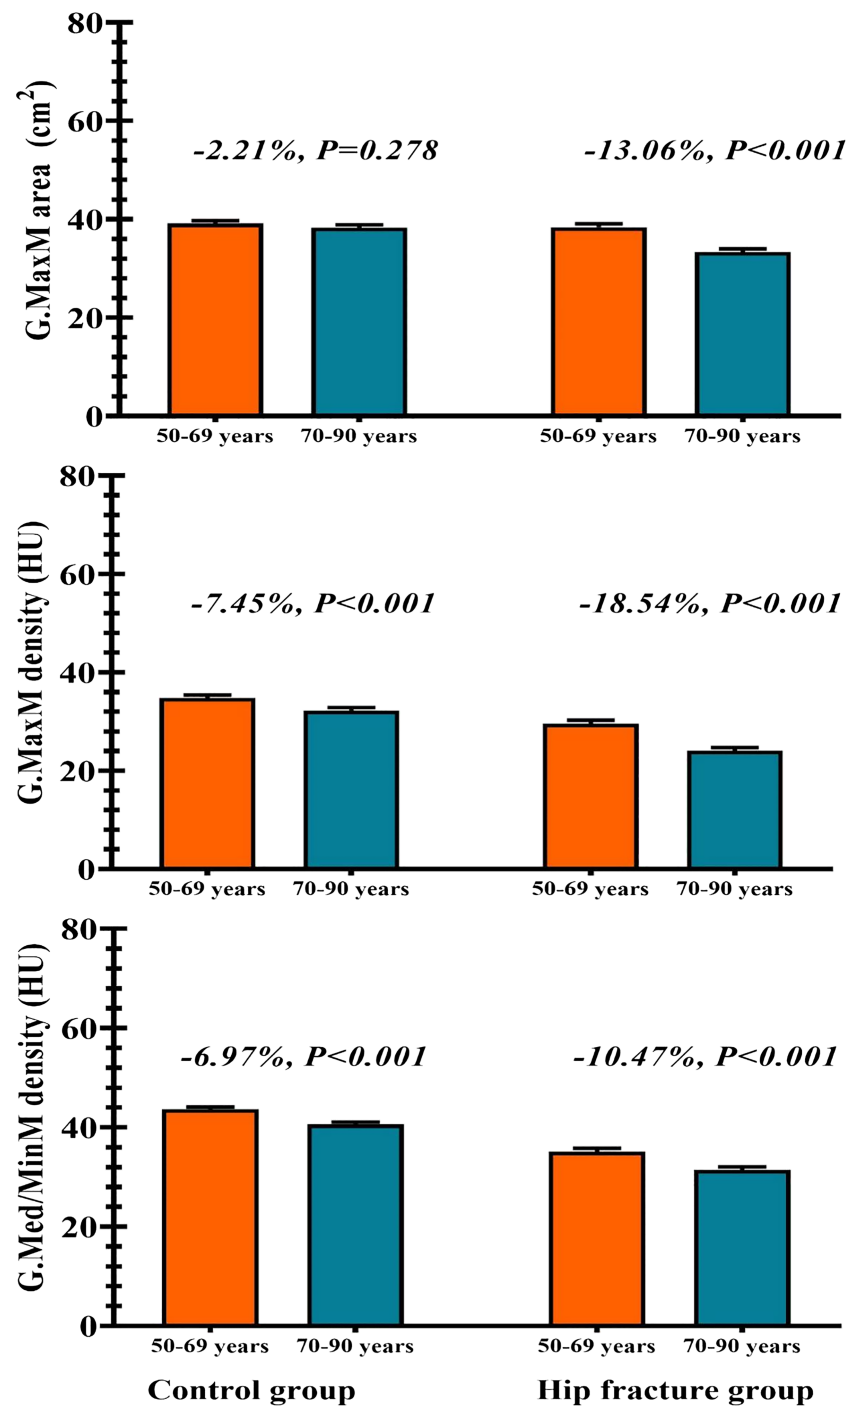 G.MaxM area (cm²)
80
60
40
20
0
-2.21%, P=0.278
-13.06%, P<0.001
50-69 years 70-90 years 50-69 years 70-90 years
G.MaxM density (HU)
80
60
40
20
0
-7.45%, P<0.001
-18.54%, P<0.001
50-69 years 70-90 years 50-69 years 70-90 years
G.Med/MinM density (HU)
80
60
40
20
0
-6.97%, P<0.001
-10.47%, P<0.001
50-69 years 70-90 years 50-69 years 70-90 years
Control group Hip fracture group